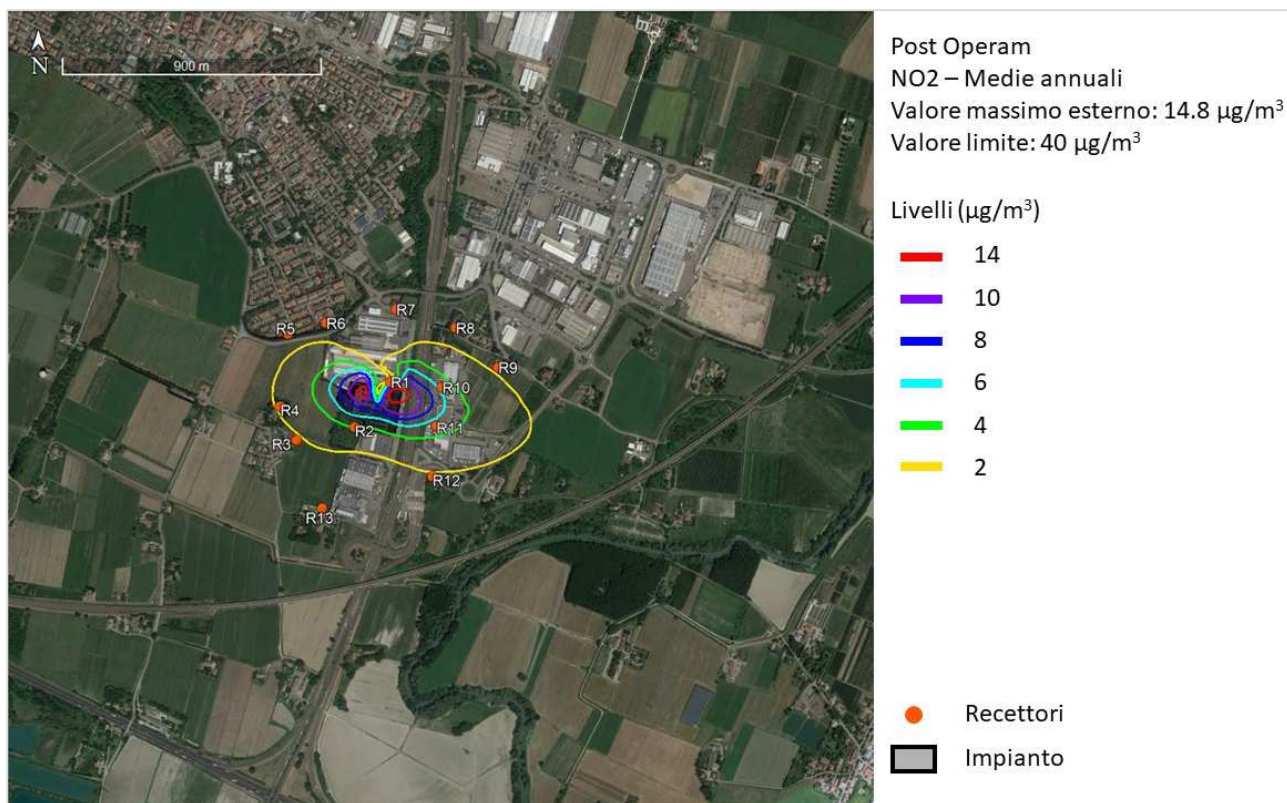 N
900 m
R7
R6
R5
R8
R9
R1
R10
R4
R2
R11
R3
R12
R13
Post Operam
NO2 – Medie annuali
Valore massimo esterno: 14.8 µg/m³
Valore limite: 40 µg/m³
Livelli (µg/m³)
14
10
8
6
4
2
Recettori
Impianto